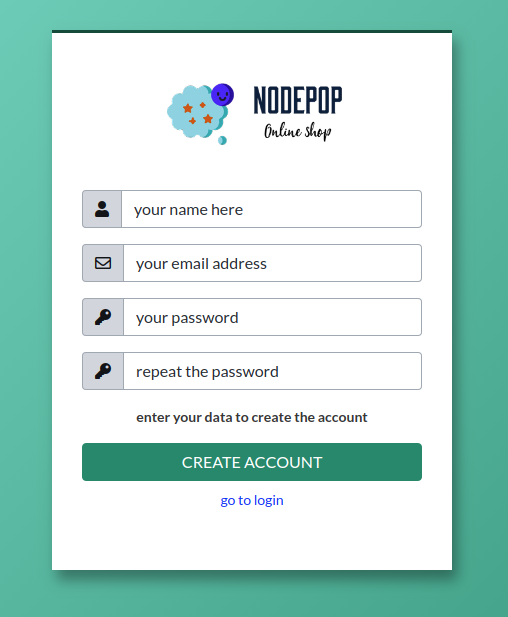 NODEPOP
Online shop
your name here
your email address
your password
repeat the password
enter your data to create the account
CREATE ACCOUNT
go to login